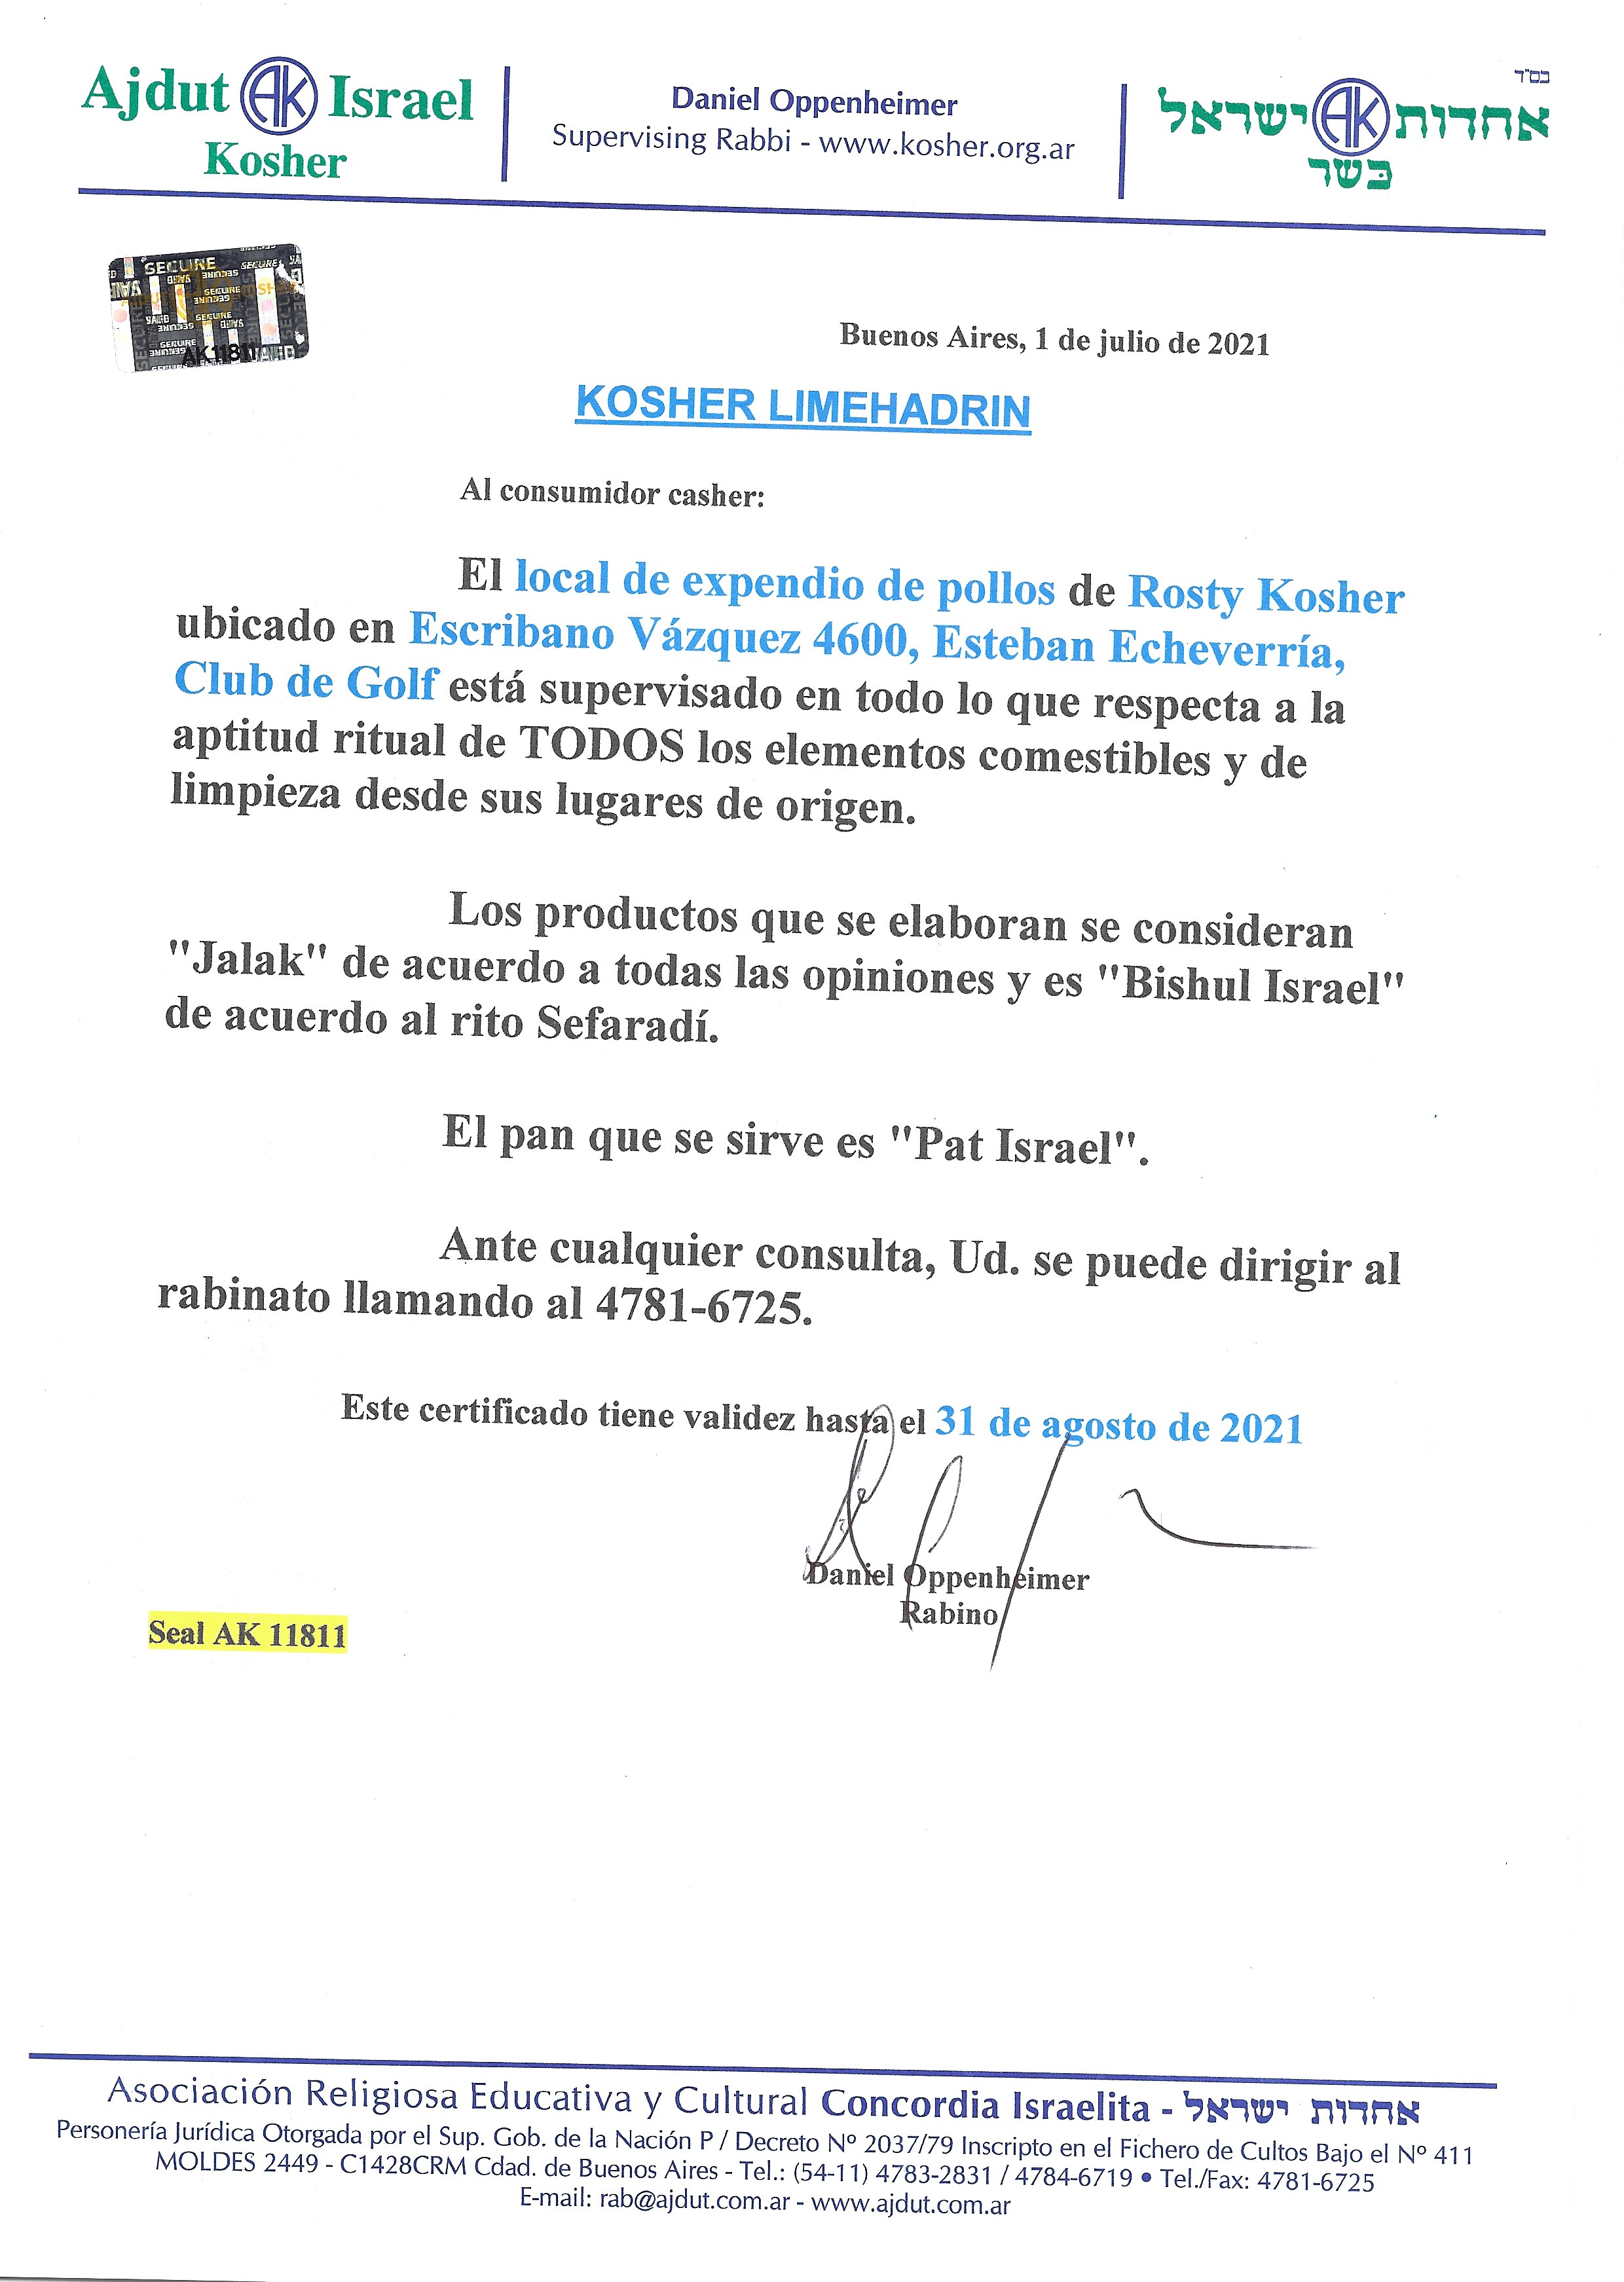 בס"ד
Ajdut AK Israel
Kosher
Daniel Oppenheimer
Supervising Rabbi - www.kosher.org.ar
אחדות AK ישראל
כשר
SECURE
AK11811
Buenos Aires, 1 de julio de 2021
KOSHER LIMEHADRIN
Al consumidor casher:
El local de expendio de pollos de Rosty Kosher
ubicado en Escribano Vázquez 4600, Esteban Echeverría,
Club de Golf está supervisado en todo lo que respecta a la
aptitud ritual de TODOS los elementos comestibles y de
limpieza desde sus lugares de origen.
Los productos que se elaboran se consideran
"Jalak" de acuerdo a todas las opiniones y es "Bishul Israel"
de acuerdo al rito Sefaradí.
El pan que se sirve es "Pat Israel".
Ante cualquier consulta, Ud. se puede dirigir al
rabinato llamando al 4781-6725.
Este certificado tiene validez hasta el 31 de agosto de 2021
Daniel Oppenheimer
Rabino
Seal AK 11811
Asociación Religiosa Educativa y Cultural Concordia Israelita - אחדות ישראל
Personería Jurídica Otorgada por el Sup. Gob. de la Nación P / Decreto Nº 2037/79 Inscripto en el Fichero de Cultos Bajo el Nº 411
MOLDES 2449 - C1428CRM Cdad. de Buenos Aires - Tel.: (54-11) 4783-2831 / 4784-6719 • Tel./Fax: 4781-6725
E-mail: rab@ajdut.com.ar - www.ajdut.com.ar